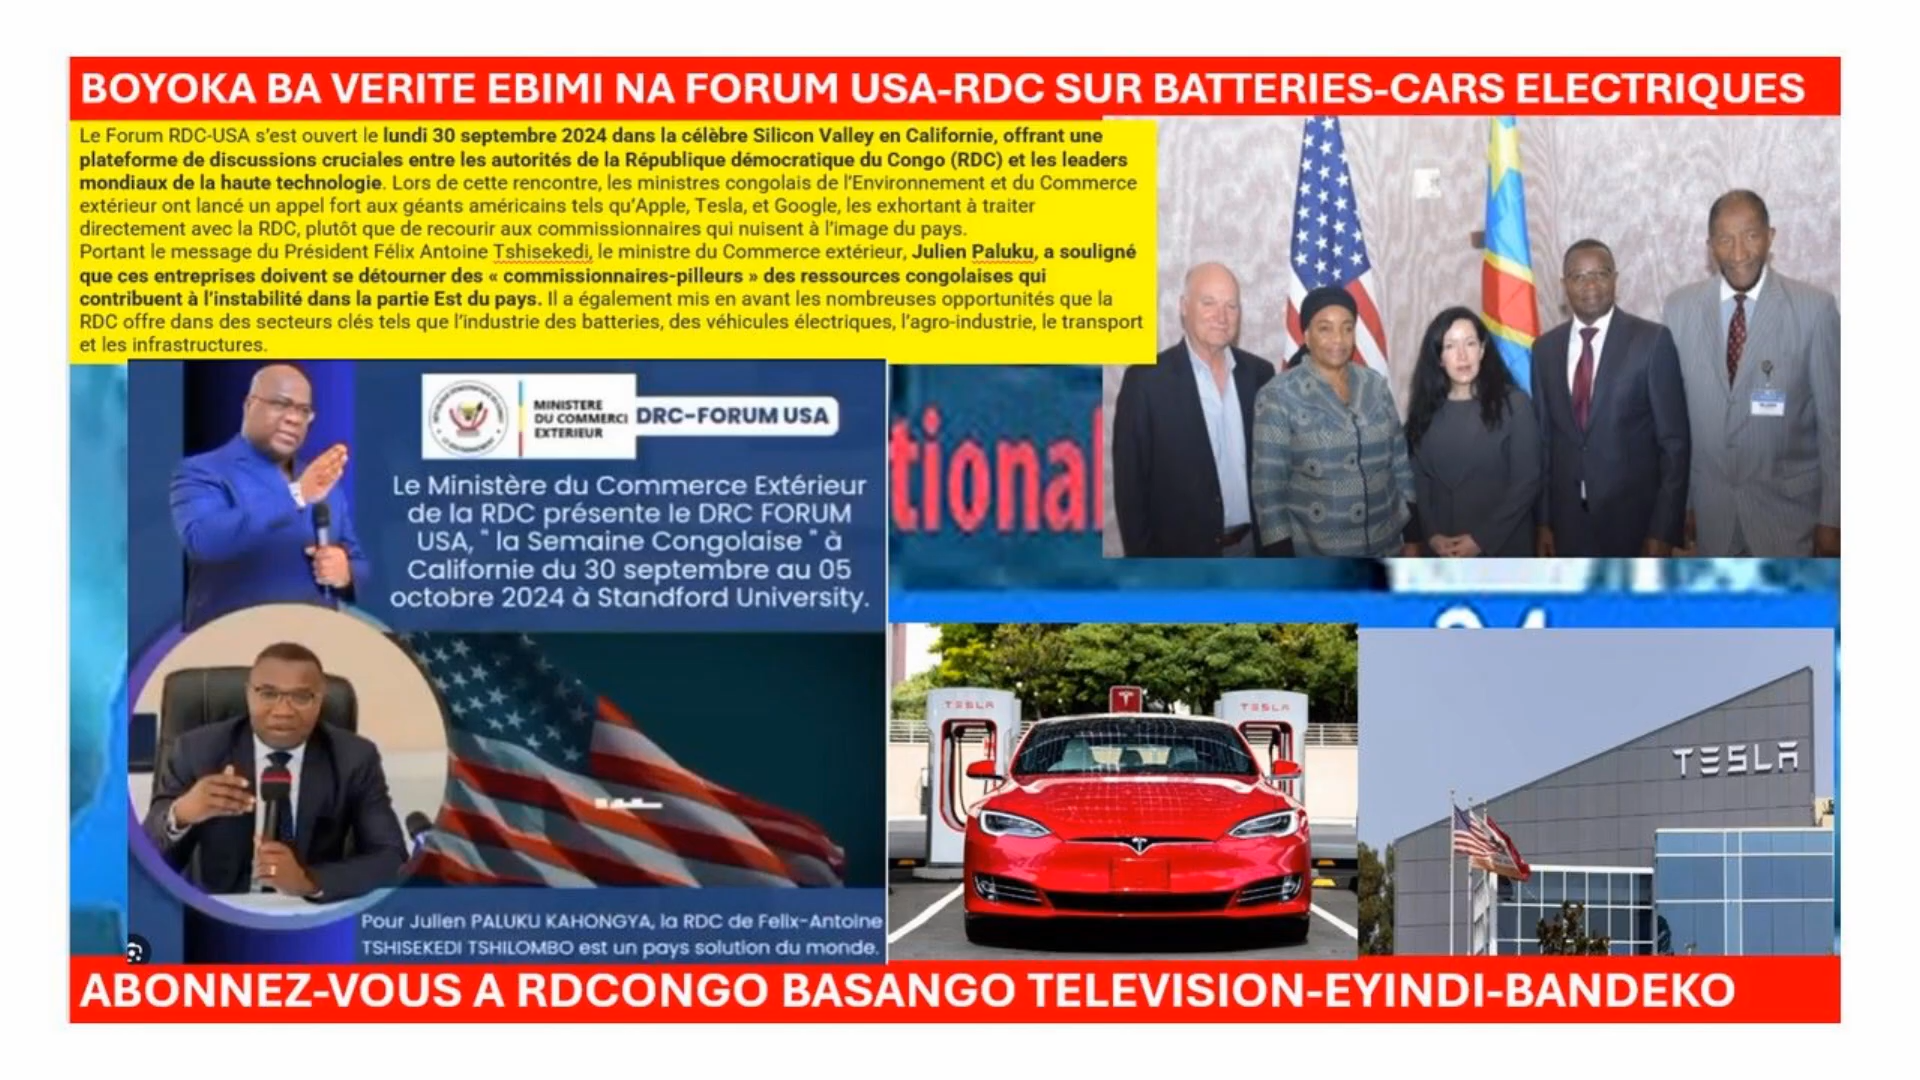 BOYOKA BA VERITE EBIMI NA FORUM USA-RDC SUR BATTERIES-CARS ELECTRIQUES
Le Forum RDC-USA s’est ouvert le lundi 30 septembre 2024 dans la célèbre Silicon Valley en Californie, offrant une
plateforme de discussions cruciales entre les autorités de la République démocratique du Congo (RDC) et les leaders
mondiaux de la haute technologie. Lors de cette rencontre, les ministres congolais de l’Environnement et du Commerce
extérieur ont lancé un appel fort aux géants américains tels qu’Apple, Tesla, et Google, les exhortant à traiter
directement avec la RDC, plutôt que de recourir aux commissionnaires qui nuisent à l’image du pays.
Portant le message du Président Félix Antoine Tshisekedi, le ministre du Commerce extérieur, Julien Paluku, a souligné
que ces entreprises doivent se détourner des « commissionnaires-pilleurs » des ressources congolaises qui
contribuent à l’instabilité dans la partie Est du pays. Il a également mis en avant les nombreuses opportunités que la
RDC offre dans des secteurs clés tels que l’industrie des batteries, des véhicules électriques, l’agro-industrie, le transport
et les infrastructures.
MINISTERE
DU COMMERCI
EXTERIEUR
DRC-FORUM USA
Le Ministère du Commerce Extérieur
de la RDC présente le DRC FORUM
USA, " la Semaine Congolaise " à
Californie du 30 septembre au 05
octobre 2024 à Standford University.
Pour Julien PALUKU KAHONGYA, la RDC de Felix-Antoine
TSHISEKEDI TSHILOMBO est un pays solution du monde.
tional
TESLA
TESLA
TESLA
ABONNEZ-VOUS A RDCONGO BASANGO TELEVISION-EYINDI-BANDEKO